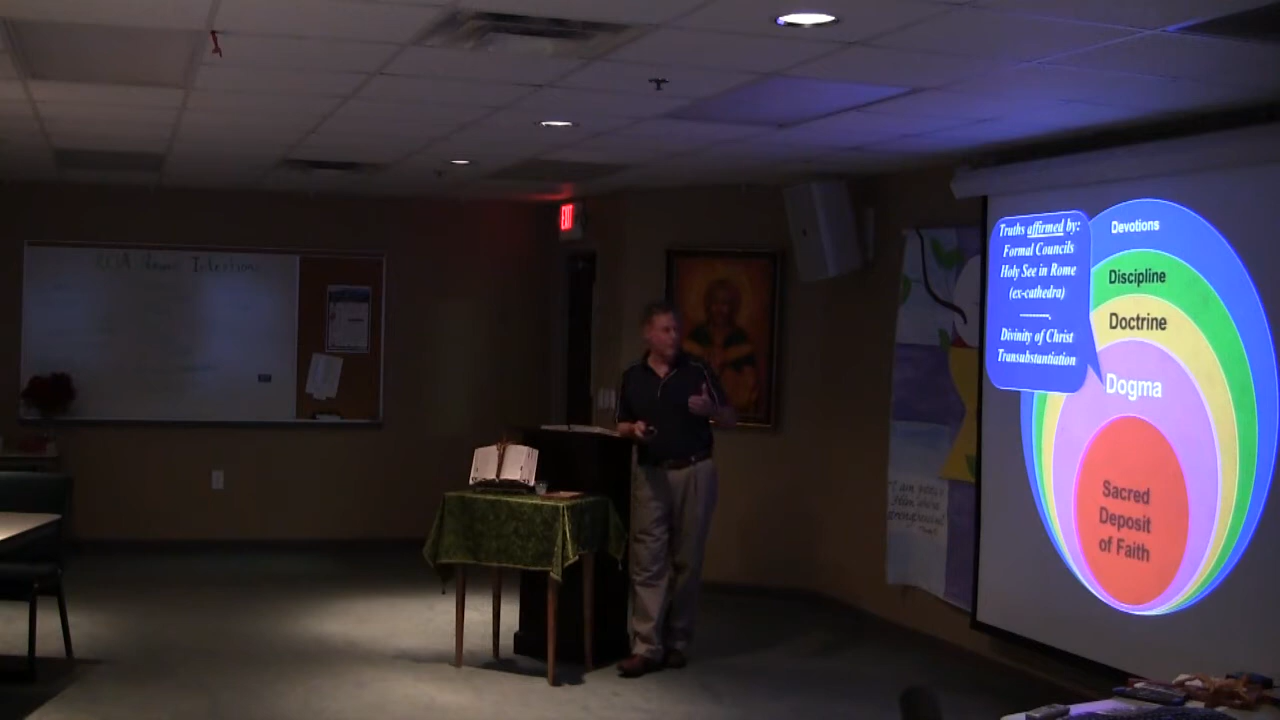 EXIT
Truths affirmed by:
Formal Councils
Holy See in Rome
(ex-cathedra)
Divinity of Christ
Transubstantiation
Devotions
Discipline
Doctrine
Dogma
Sacred
Deposit
of Faith